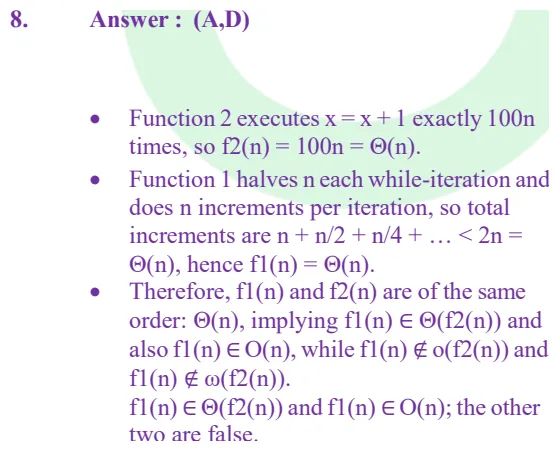 8. Answer : (A,D)
• Function 2 executes x = x + 1 exactly 100n
times, so f2(n) = 100n = Θ(n).
• Function 1 halves n each while-iteration and
does n increments per iteration, so total
increments are n + n/2 + n/4 + … < 2n =
Θ(n), hence f1(n) = Θ(n).
• Therefore, f1(n) and f2(n) are of the same
order: Θ(n), implying f1(n) ∈ Θ(f2(n)) and
also f1(n) ∈ O(n), while f1(n) ∉ o(f2(n)) and
f1(n) ∉ ω(f2(n)).
f1(n) ∈ Θ(f2(n)) and f1(n) ∈ O(n); the other
two are false.